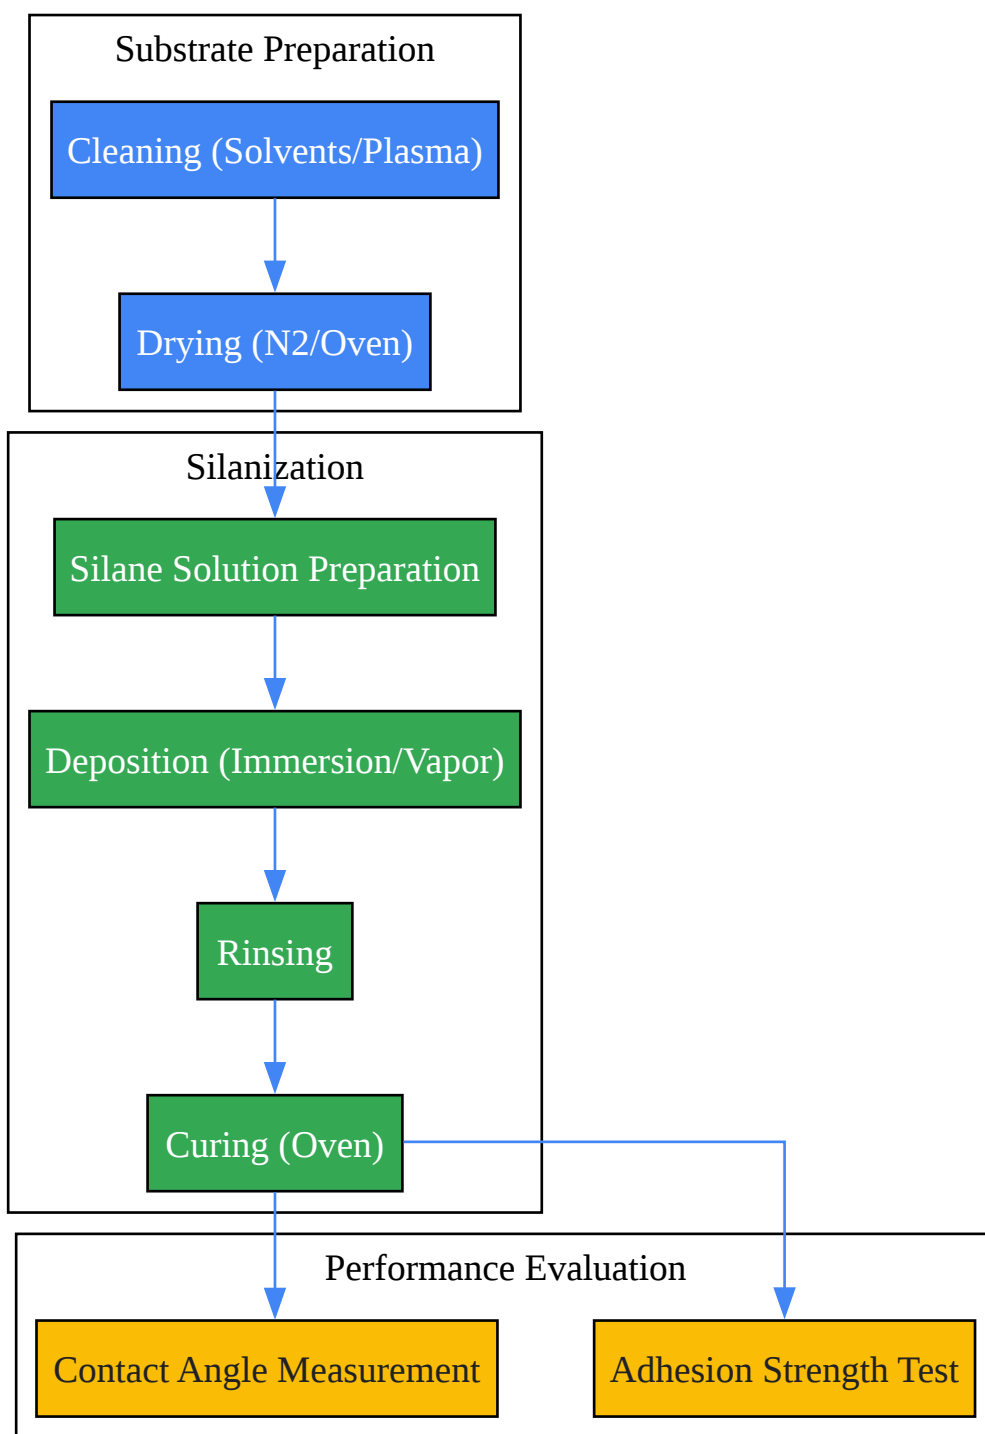 Substrate Preparation
Cleaning (Solvents/Plasma)
Drying (N2/Oven)
Silanization
Silane Solution Preparation
Deposition (Immersion/Vapor)
Rinsing
Curing (Oven)
Performance Evaluation
Contact Angle Measurement
Adhesion Strength Test